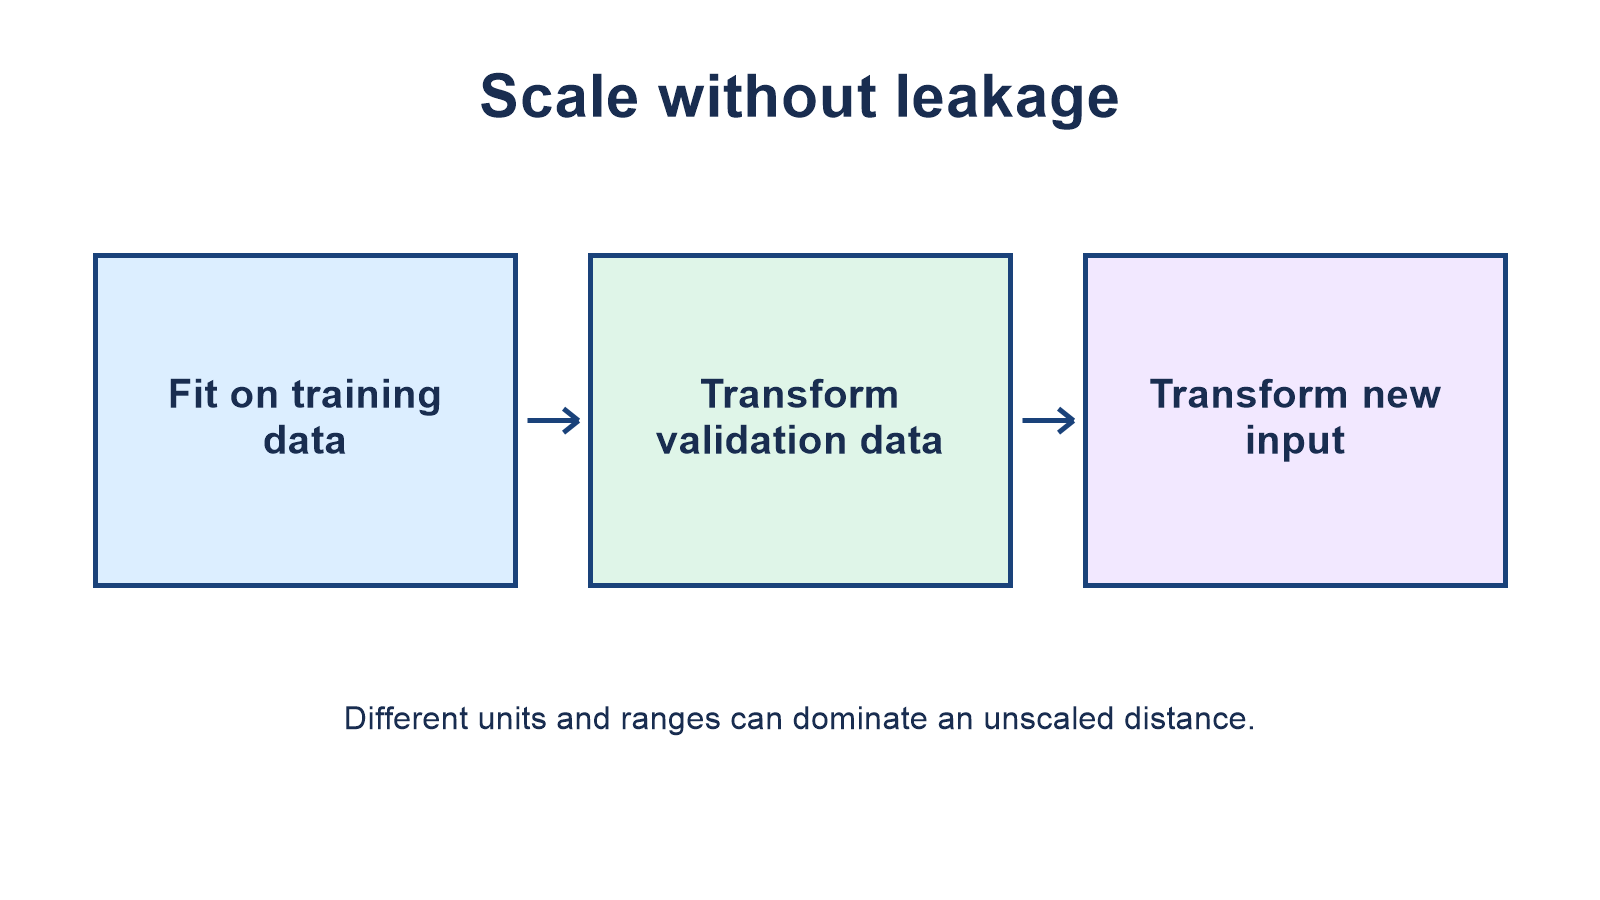 Scale without leakage
Fit on training
data
Transform
validation data
Transform new
input
Different units and ranges can dominate an unscaled distance.